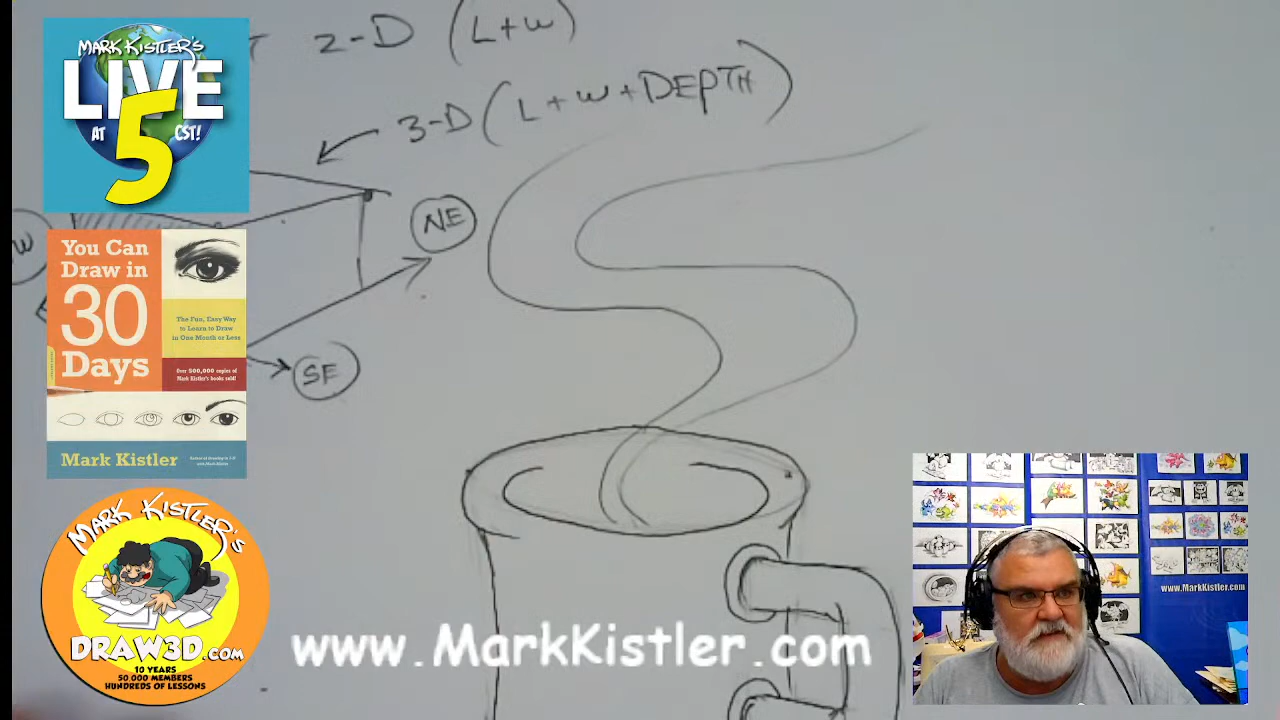 2-D (L+W)
3-D (L+W+DEPTH)
NE
SE
W
MARK KISTLER'S
LIVE
AT 5 CST!
You Can
Draw in
30
Days
The Fun, Easy Way
to Learn to Draw
in One Month or Less
Over 500,000 copies of
Mark Kistler's books sold!
Mark Kistler
MARK KISTLER'S
DRAW3D.COM
10 YEARS
50,000 MEMBERS
HUNDREDS OF LESSONS
www.MarkKistler.com
www.MarkKistler.com